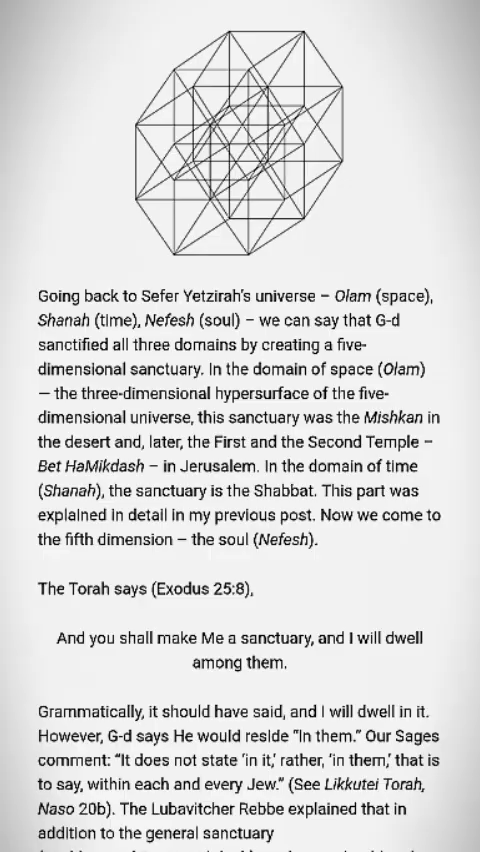 Going back to Sefer Yetzirah's universe – Olam (space),
Shanah (time), Nefesh (soul) – we can say that G-d
sanctified all three domains by creating a five-
dimensional sanctuary. In the domain of space (Olam)
— the three-dimensional hypersurface of the five-
dimensional universe, this sanctuary was the Mishkan in
the desert and, later, the First and the Second Temple –
Bet HaMikdash – in Jerusalem. In the domain of time
(Shanah), the sanctuary is the Shabbat. This part was
explained in detail in my previous post. Now we come to
the fifth dimension – the soul (Nefesh).
The Torah says (Exodus 25:8),
And you shall make Me a sanctuary, and I will dwell
among them.
Grammatically, it should have said, and I will dwell in it.
However, G-d says He would reside "in them." Our Sages
comment: "It does not state 'in it,' rather, 'in them,' that is
to say, within each and every Jew." (See Likkutei Torah,
Naso 20b). The Lubavitcher Rebbe explained that in
addition to the general sanctuary